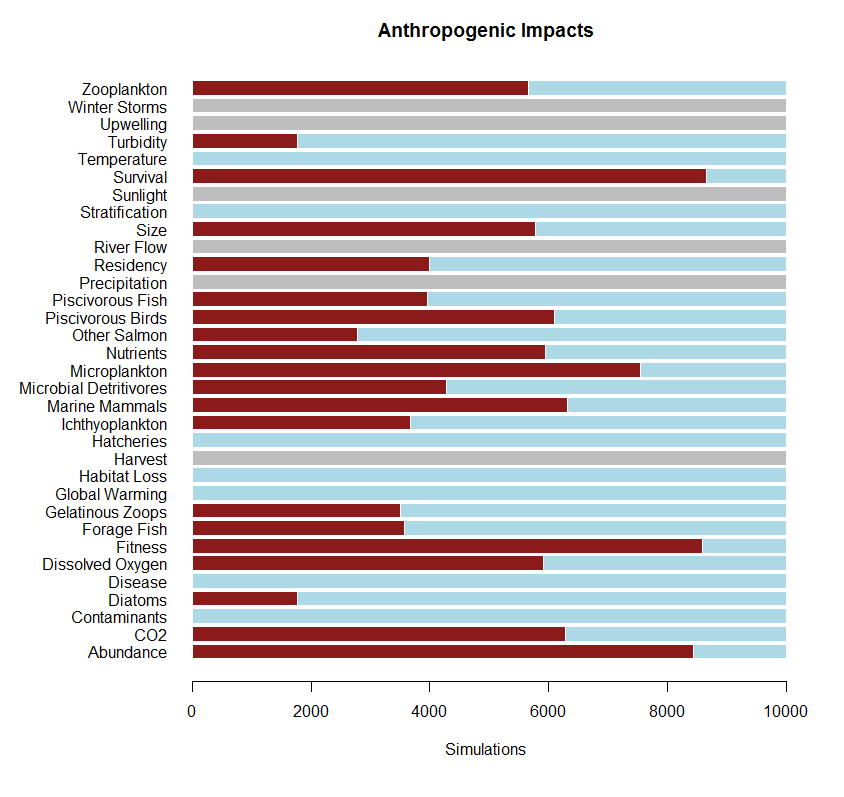 Anthropogenic Impacts
Zooplankton
Winter Storms
Upwelling
Turbidity
Temperature
Survival
Sunlight
Stratification
Size
River Flow
Residency
Precipitation
Piscivorous Fish
Piscivorous Birds
Other Salmon
Nutrients
Microplankton
Microbial Detritivores
Marine Mammals
Ichthyoplankton
Hatcheries
Harvest
Habitat Loss
Global Warming
Gelatinous Zoops
Forage Fish
Fitness
Dissolved Oxygen
Disease
Diatoms
Contaminants
CO2
Abundance
0 2000 4000 6000 8000 10000
Simulations